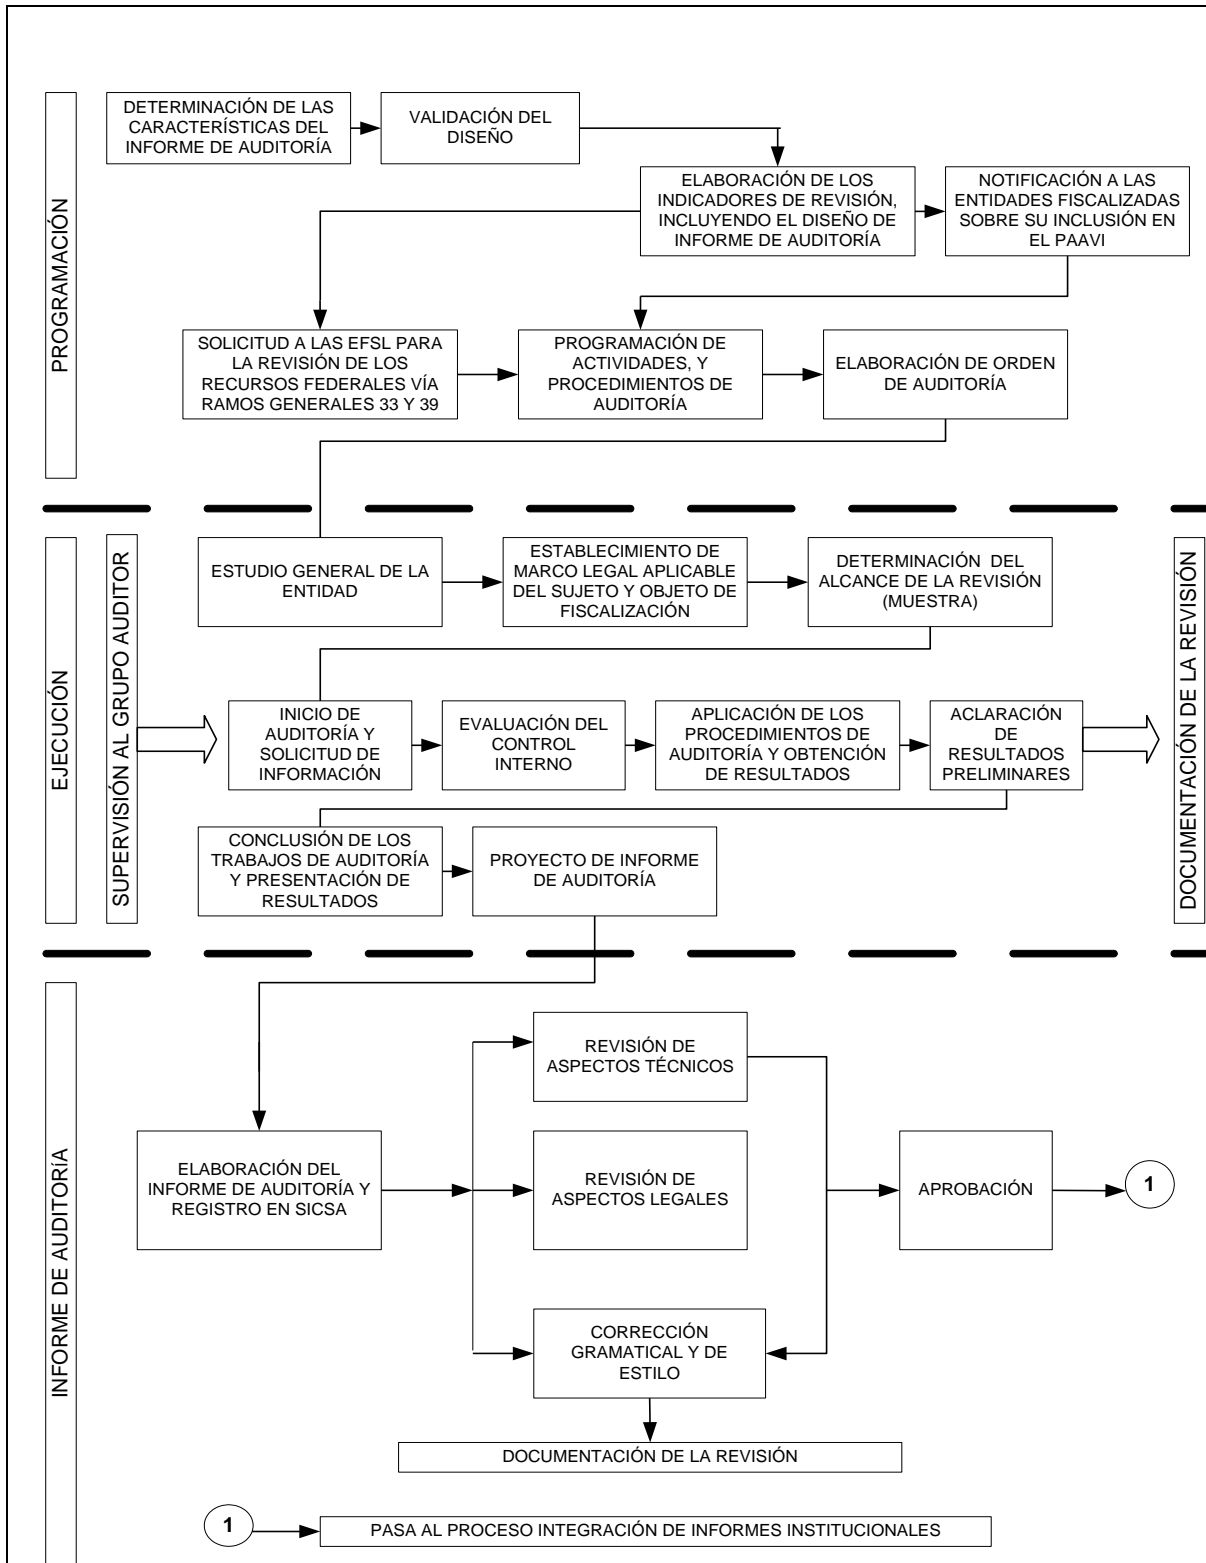 PROGRAMACIÓN
DETERMINACIÓN DE LAS
CARACTERÍSTICAS DEL
INFORME DE AUDITORÍA
VALIDACIÓN DEL
DISEÑO
ELABORACIÓN DE LOS
INDICADORES DE REVISIÓN,
INCLUYENDO EL DISEÑO DE
INFORME DE AUDITORÍA
NOTIFICACIÓN A LAS
ENTIDADES FISCALIZADAS
SOBRE SU INCLUSIÓN EN
EL PAAVI
SOLICITUD A LAS EFSL PARA
LA REVISIÓN DE LOS
RECURSOS FEDERALES VÍA
RAMOS GENERALES 33 Y 39
PROGRAMACIÓN DE
ACTIVIDADES, Y
PROCEDIMIENTOS DE
AUDITORÍA
ELABORACIÓN DE ORDEN
DE AUDITORÍA
EJECUCIÓN
SUPERVISIÓN AL GRUPO AUDITOR
ESTUDIO GENERAL DE LA
ENTIDAD
ESTABLECIMIENTO DE
MARCO LEGAL APLICABLE
DEL SUJETO Y OBJETO DE
FISCALIZACIÓN
DETERMINACIÓN DEL
ALCANCE DE LA REVISIÓN
(MUESTRA)
INICIO DE
AUDITORÍA Y
SOLICITUD DE
INFORMACIÓN
EVALUACIÓN DEL
CONTROL
INTERNO
APLICACIÓN DE LOS
PROCEDIMIENTOS DE
AUDITORÍA Y OBTENCIÓN
DE RESULTADOS
ACLARACIÓN
DE
RESULTADOS
PRELIMINARES
DOCUMENTACIÓN DE LA REVISIÓN
CONCLUSIÓN DE LOS
TRABAJOS DE AUDITORÍA
Y PRESENTACIÓN DE
RESULTADOS
PROYECTO DE INFORME
DE AUDITORÍA
INFORME DE AUDITORíA
ELABORACIÓN DEL
INFORME DE AUDITORÍA Y
REGISTRO EN SICSA
REVISIÓN DE
ASPECTOS TÉCNICOS
REVISIÓN DE
ASPECTOS LEGALES
CORRECCIÓN
GRAMATICAL Y DE
ESTILO
APROBACIÓN
1
DOCUMENTACIÓN DE LA REVISIÓN
1
PASA AL PROCESO INTEGRACIÓN DE INFORMES INSTITUCIONALES